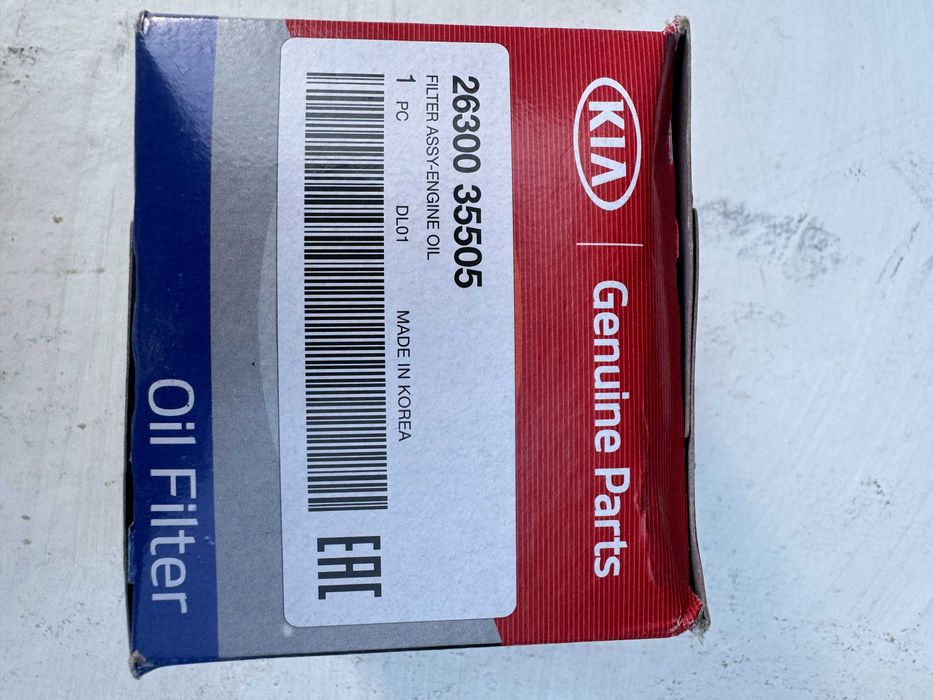 KIA | Genuine Parts
26300 35505
FILTER ASSY-ENGINE OIL
1 PC DL01 MADE IN KOREA
EAC
Oil Filter